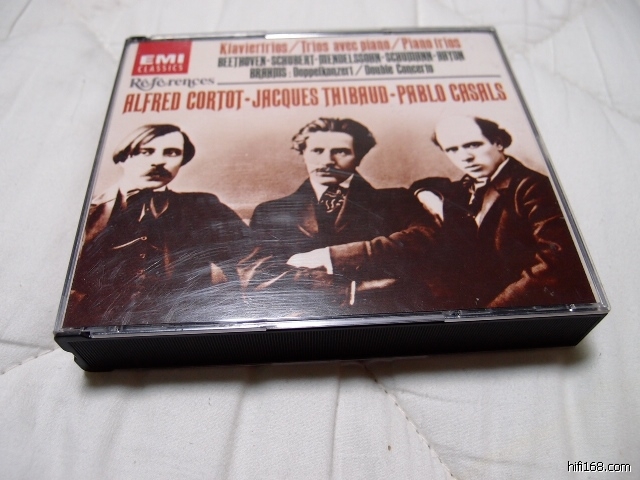 EMI
CLASSICS
Références
Klaviertrios/Trios avec piano/Piano trios
BEETHOVEN·SCHUBERT·MENDELSSOHN·SCHUMANN·HAYDN
BRAHMS: Doppelkonzert/Double Concerto
ALFRED CORTOT-JACQUES THIBAUD-PABLO CASALS
hifi168.com